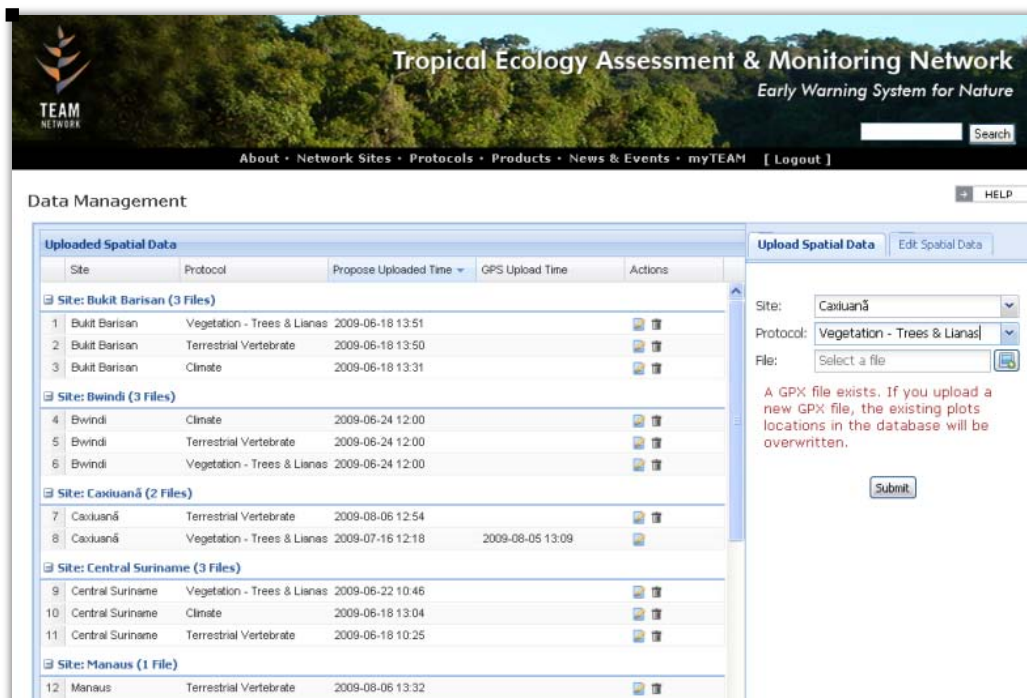 Tropical Ecology Assessment & Monitoring Network
Early Warning System for Nature
TEAM
NETWORK
Search
About • Network Sites • Protocols • Products • News & Events • myTEAM [ Logout ]
Data Management
HELP
Uploaded Spatial Data
Site Protocol Propose Uploaded Time GPS Upload Time Actions
Site: Bukit Barisan (3 Files)
1 Bukit Barisan Vegetation - Trees & Lianas 2009-06-18 13:51
2 Bukit Barisan Terrestrial Vertebrate 2009-06-18 13:50
3 Bukit Barisan Climate 2009-06-18 13:31
Site: Bwindi (3 Files)
4 Bwindi Climate 2009-06-24 12:00
5 Bwindi Terrestrial Vertebrate 2009-06-24 12:00
6 Bwindi Vegetation - Trees & Lianas 2009-06-24 12:00
Site: Caxiuanã (2 Files)
7 Caxiuanã Terrestrial Vertebrate 2009-08-06 12:54
8 Caxiuanã Vegetation - Trees & Lianas 2009-07-16 12:18 2009-08-05 13:09
Site: Central Suriname (3 Files)
9 Central Suriname Vegetation - Trees & Lianas 2009-06-22 10:46
10 Central Suriname Climate 2009-06-18 13:04
11 Central Suriname Terrestrial Vertebrate 2009-06-18 10:25
Site: Manaus (1 File)
12 Manaus Terrestrial Vertebrate 2009-08-06 13:32
Upload Spatial Data Edit Spatial Data
Site: Caxiuanã
Protocol: Vegetation - Trees & Lianas
File: Select a file
A GPX file exists. If you upload a
new GPX file, the existing plots
locations in the database will be
overwritten.
Submit